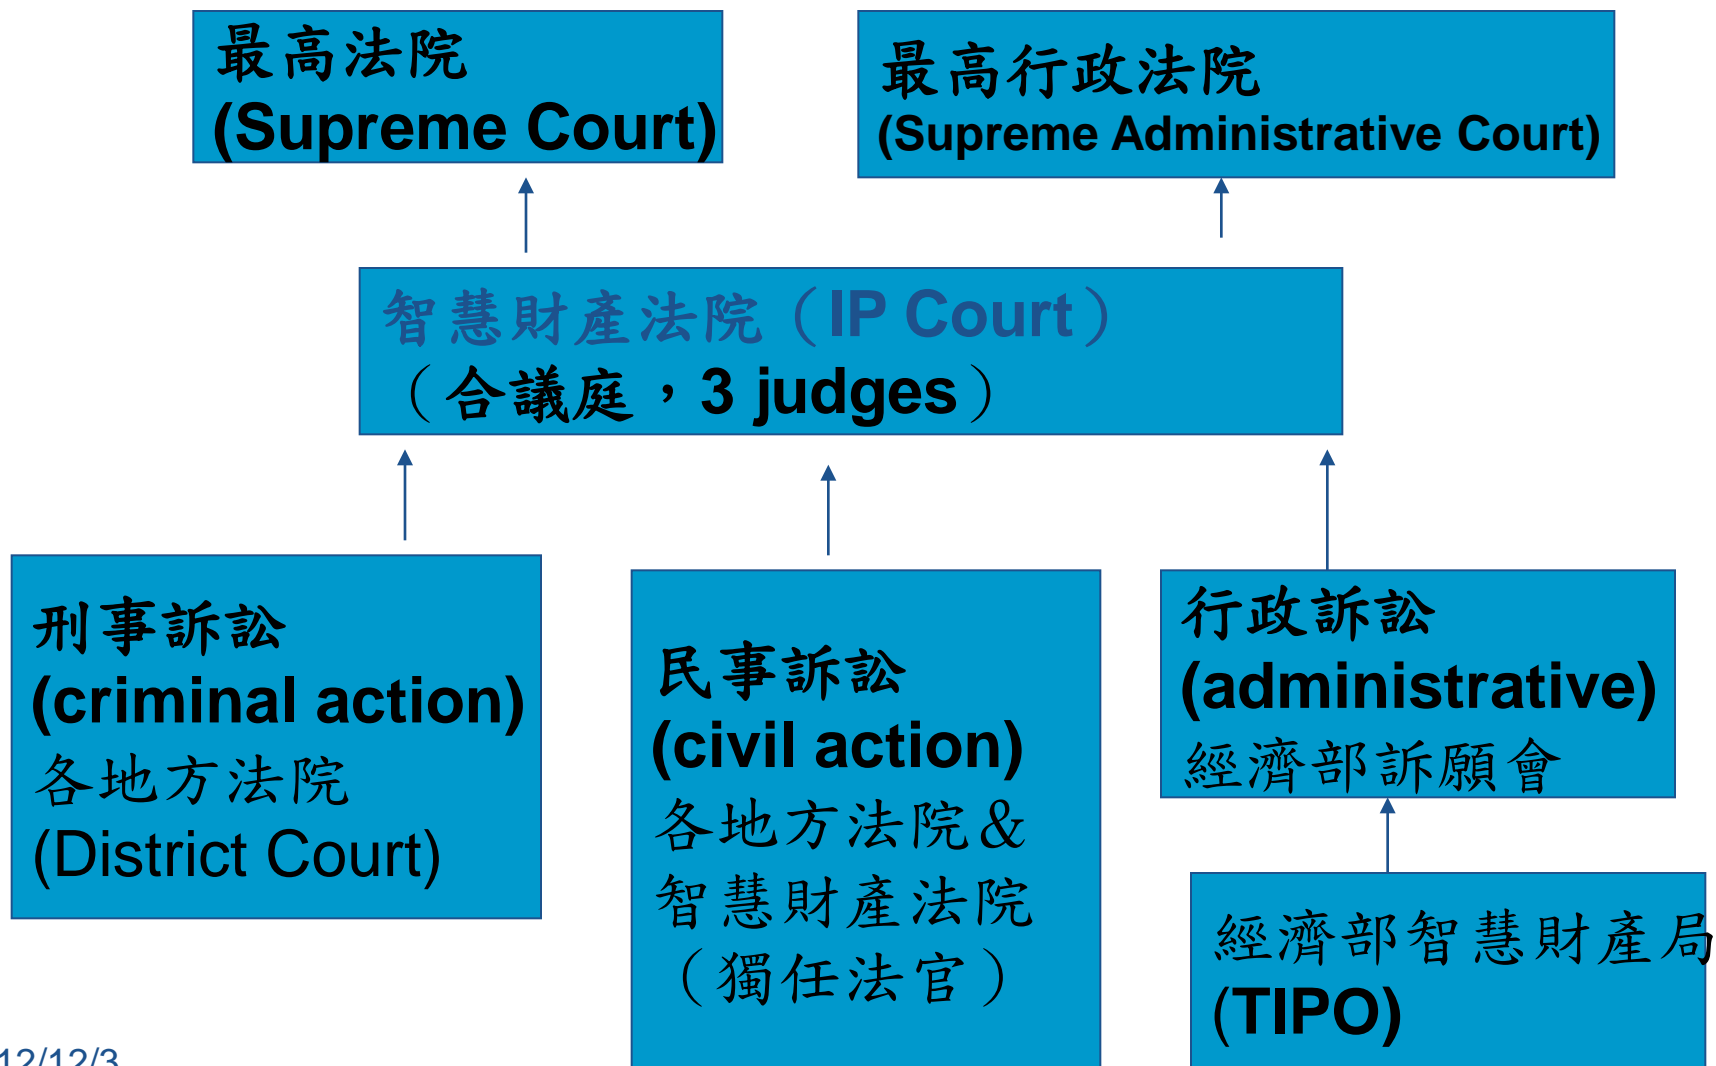 最高法院
(Supreme Court)
最高行政法院
(Supreme Administrative Court)
智慧財產法院（IP Court）
（合議庭，3 judges）
刑事訴訟
(criminal action)
各地方法院
(District Court)
民事訴訟
(civil action)
各地方法院&
智慧財產法院
（獨任法官）
行政訴訟
(administrative)
經濟部訴願會
經濟部智慧財產局
(TIPO)
12/12/3